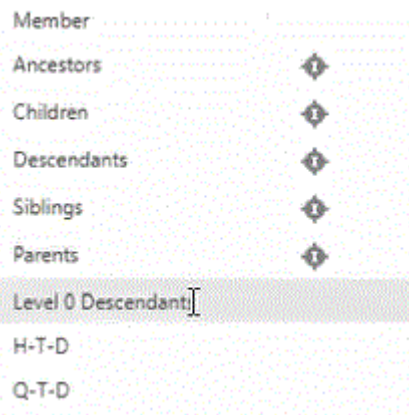 Member
Ancestors
Children
Descendants
Siblings
Parents
Level 0 Descendants
H-T-D
Q-T-D